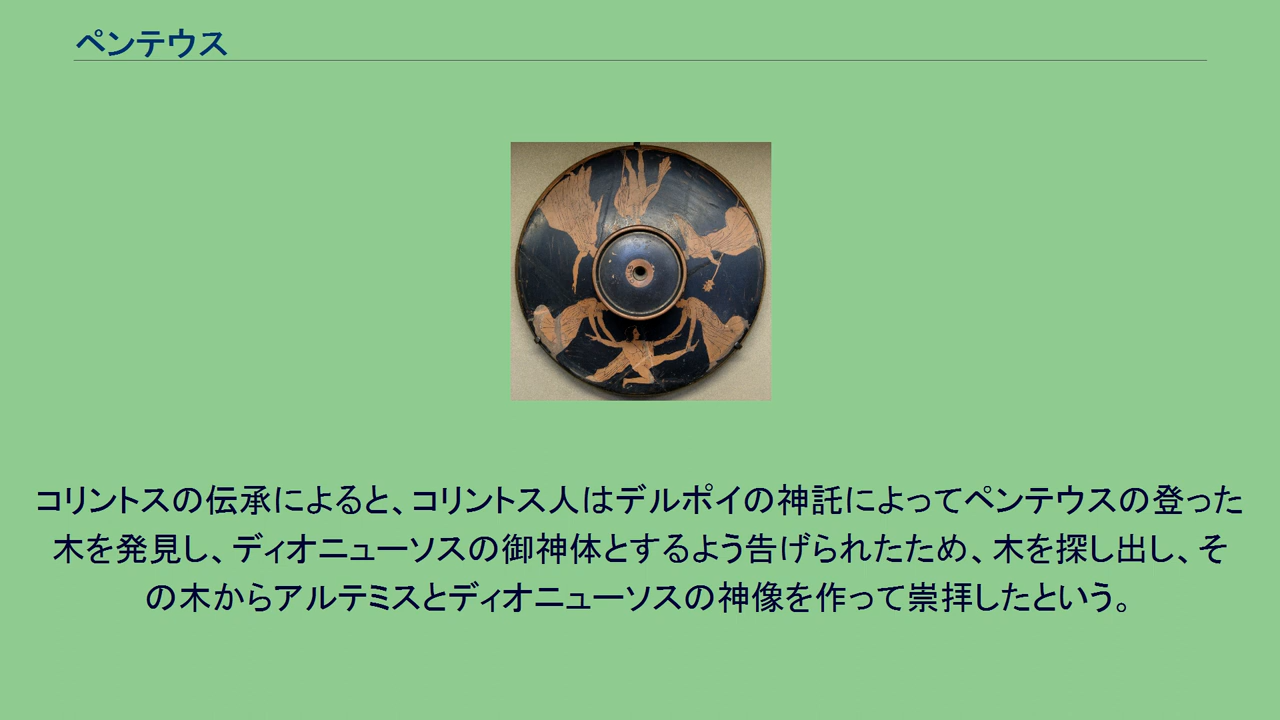 ペンテウス
コリントスの伝承によると、コリントス人はデルポイの神託によってペンテウスの登った
木を発見し、ディオニューソスの御神体とするよう告げられたため、木を探し出し、そ
の木からアルテミスとディオニューソスの神像を作って崇拝したという。